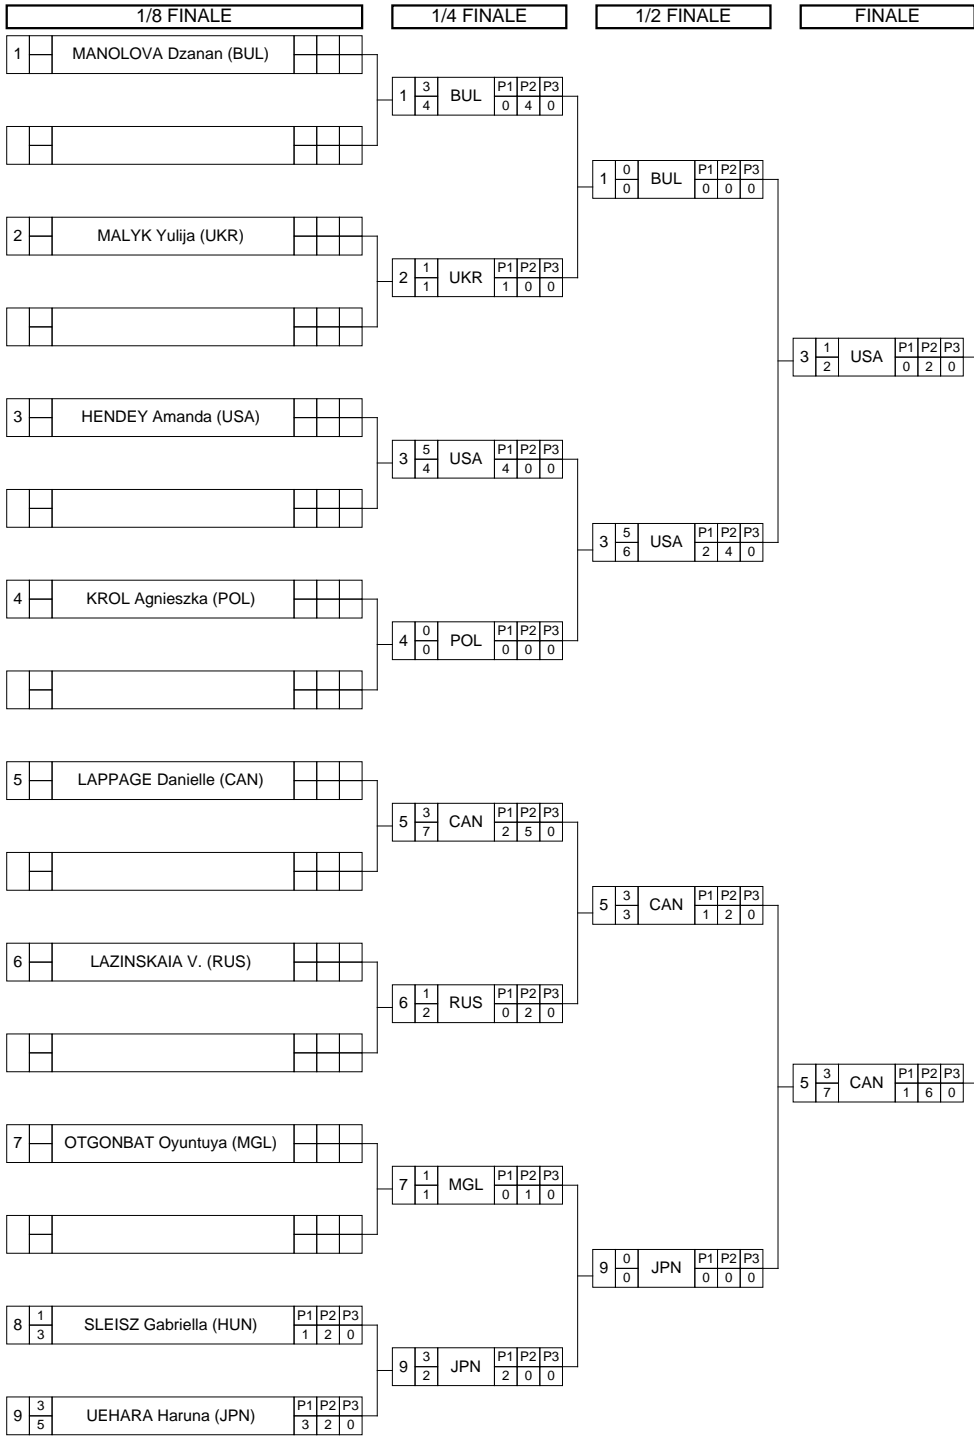 1/8 FINALE 1/4 FINALE 1/2 FINALE FINALE
1 MANOLOVA Dzanan (BUL)
1 3 4 BUL P1 P2 P3 0 4 0
1 0 0 BUL P1 P2 P3 0 0 0
2 MALYK Yulija (UKR)
2 1 1 UKR P1 P2 P3 1 0 0
3 1 2 USA P1 P2 P3 0 2 0
3 HENDEY Amanda (USA)
3 5 4 USA P1 P2 P3 4 0 0
3 5 6 USA P1 P2 P3 2 4 0
4 KROL Agnieszka (POL)
4 0 0 POL P1 P2 P3 0 0 0
5 LAPPAGE Danielle (CAN)
5 3 7 CAN P1 P2 P3 2 5 0
5 3 3 CAN P1 P2 P3 1 2 0
6 LAZINSKAIA V. (RUS)
6 1 2 RUS P1 P2 P3 0 2 0
5 3 7 CAN P1 P2 P3 1 6 0
7 OTGONBAT Oyuntuya (MGL)
7 1 1 MGL P1 P2 P3 0 1 0
9 0 0 JPN P1 P2 P3 0 0 0
8 1 3 SLEISZ Gabriella (HUN) P1 P2 P3 1 2 0
9 3 2 JPN P1 P2 P3 2 0 0
9 3 5 UEHARA Haruna (JPN) P1 P2 P3 3 2 0